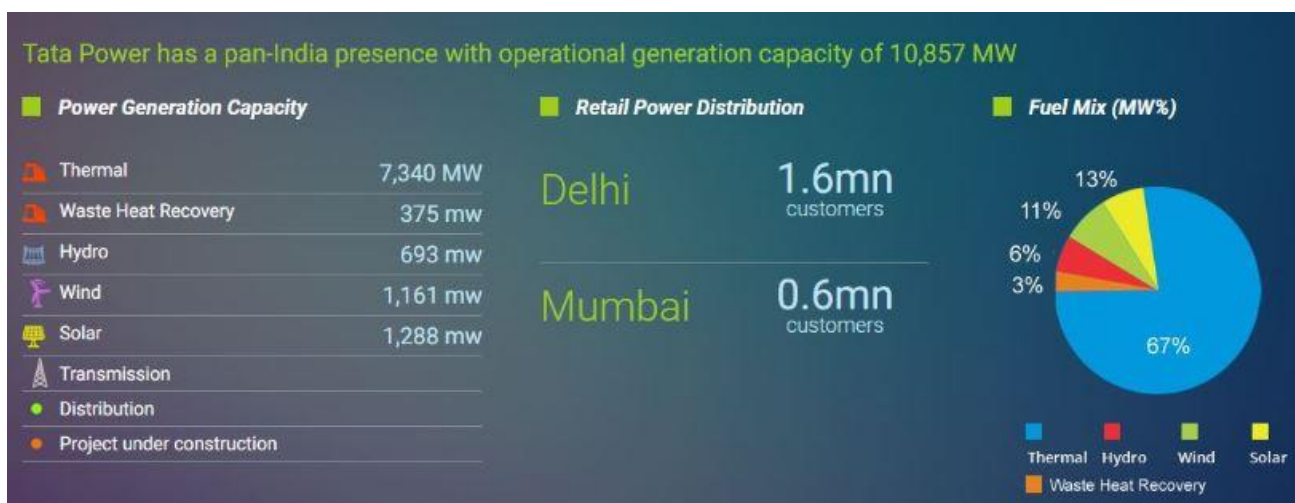 Tata Power has a pan-India presence with operational generation capacity of 10,857 MW
Power Generation Capacity
Thermal 7,340 MW
Waste Heat Recovery 375 mw
Hydro 693 mw
Wind 1,161 mw
Solar 1,288 mw
Transmission
Distribution
Project under construction
Retail Power Distribution
Delhi 1.6mn
customers
Mumbai 0.6mn
customers
Fuel Mix (MW%)
13%
11%
6%
3%
67%
Thermal Hydro Wind Solar
Waste Heat Recovery